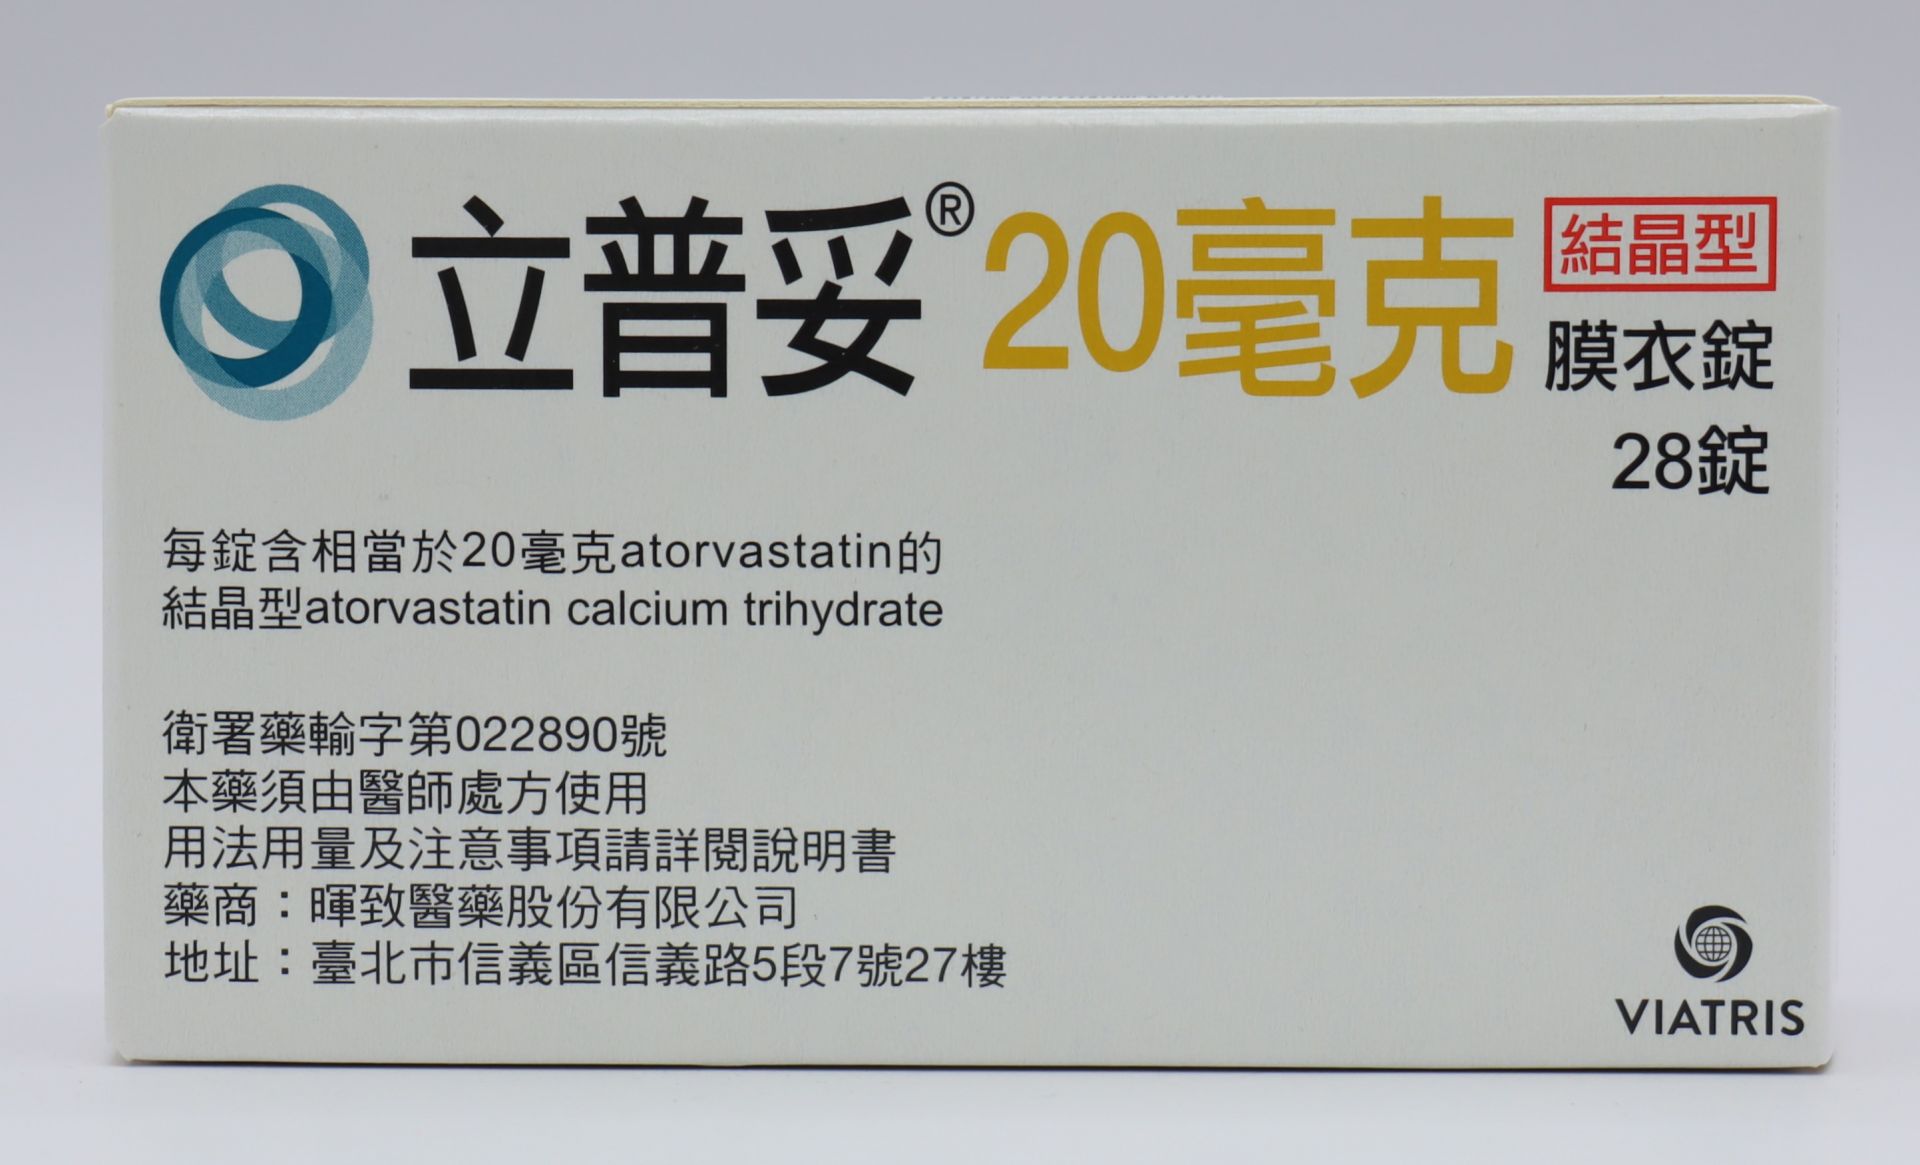 立普妥®20毫克 結晶型
膜衣錠
28錠
每錠含相當於20毫克atorvastatin的
結晶型atorvastatin calcium trihydrate
衛署藥輸字第022890號
本藥須由醫師處方使用
用法用量及注意事項請詳閱說明書
藥商：暉致醫藥股份有限公司
地址：臺北市信義區信義路5段7號27樓
VIATRIS